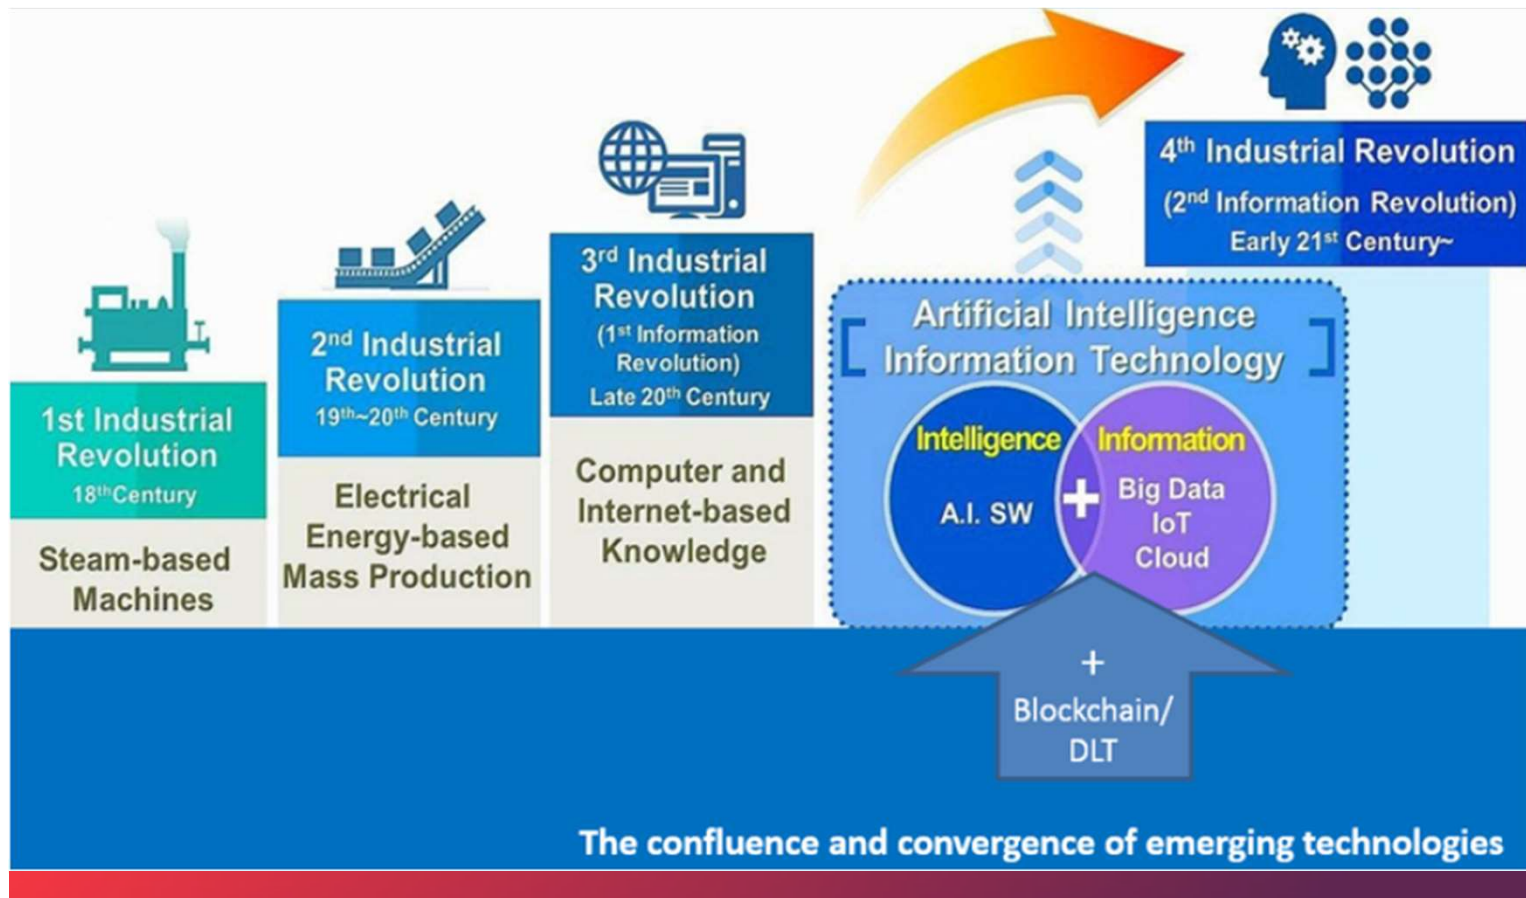 1st Industrial
Revolution
18thCentury
Steam-based
Machines
2nd Industrial
Revolution
19th~20th Century
Electrical
Energy-based
Mass Production
3rd Industrial
Revolution
(1st Information
Revolution)
Late 20th Century
Computer and
Internet-based
Knowledge
4th Industrial Revolution
(2nd Information Revolution)
Early 21st Century~
[ Artificial Intelligence
Information Technology ]
Intelligence
A.I. SW
+
Information
Big Data
IoT
Cloud
+
Blockchain/
DLT
The confluence and convergence of emerging technologies